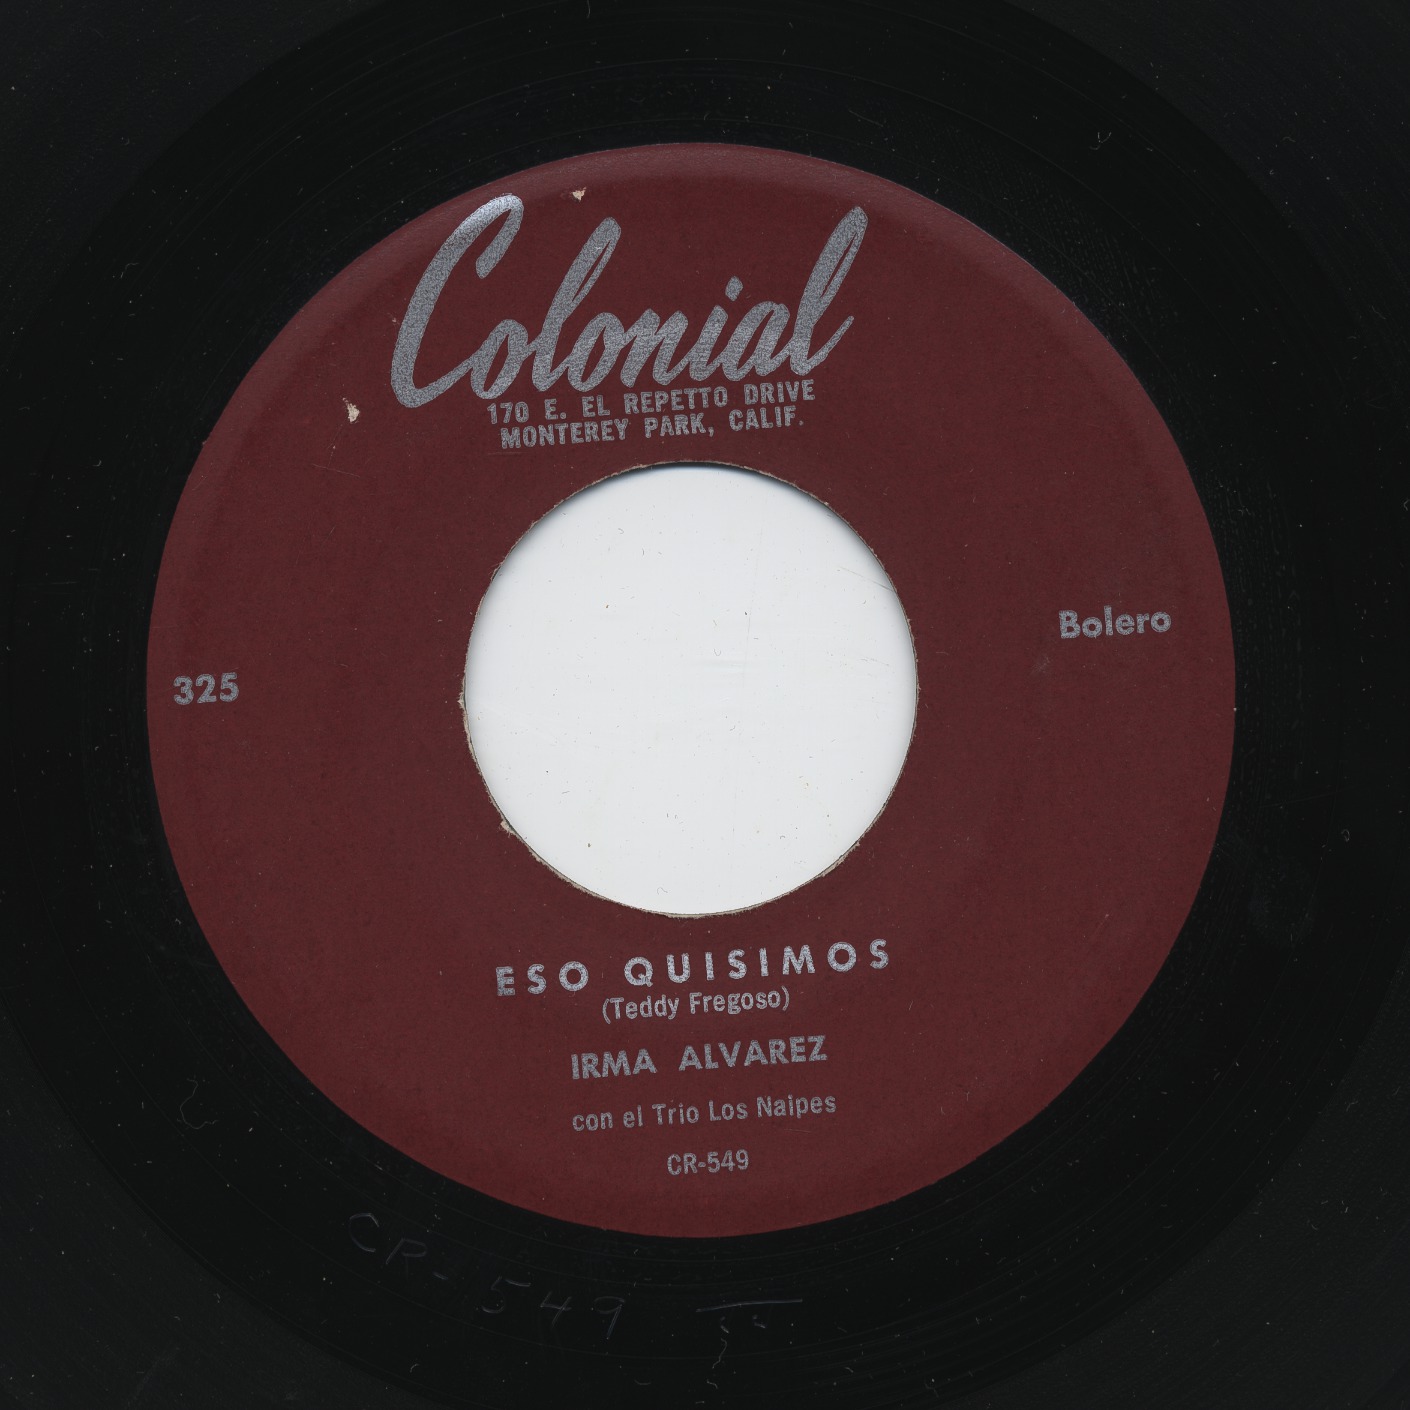 Colonial
170 E. EL REPETTO DRIVE
MONTEREY PARK, CALIF.
Bolero
325
ESO QUISIMOS
(Teddy Fregoso)
IRMA ALVAREZ
con el Trio Los Naipes
CR-549
CR-549